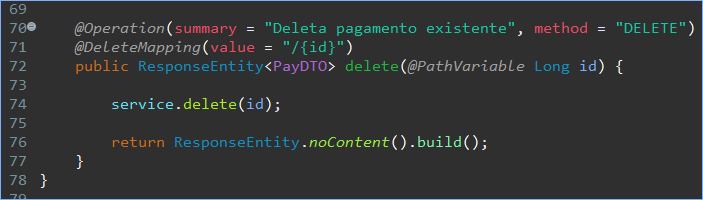 69
70 @Operation(summary = "Deleta pagamento existente", method = "DELETE")
71 @DeleteMapping(value = "/{id}")
72 public ResponseEntity<PayDTO> delete(@PathVariable Long id) {
73
74 service.delete(id);
75
76 return ResponseEntity.noContent().build();
77 }
78 }
79